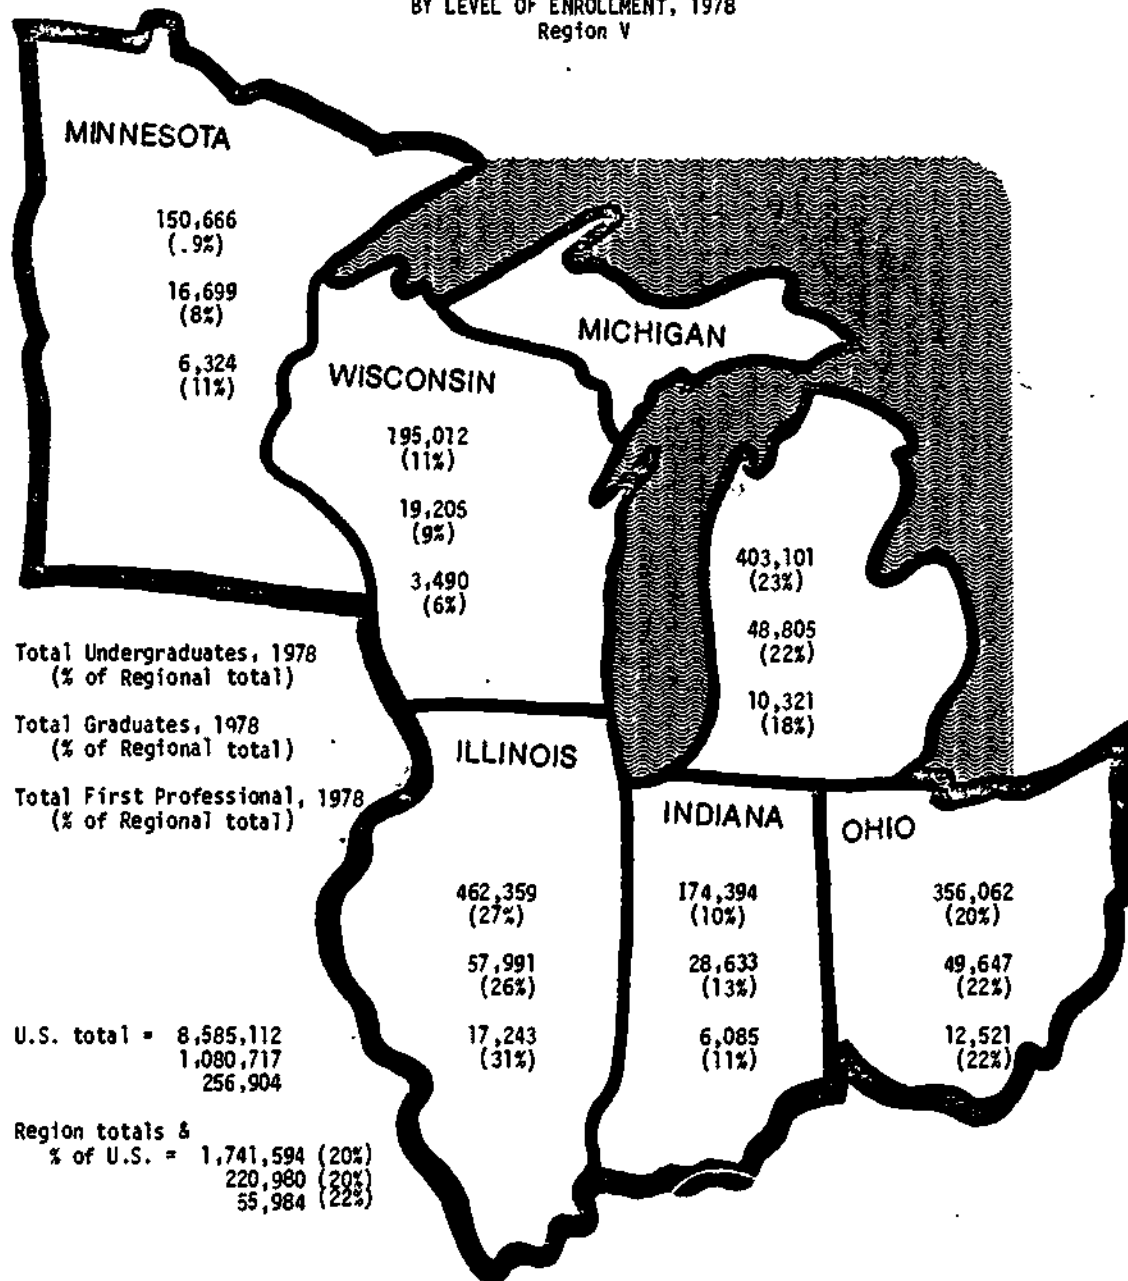 BY LEVEL OF ENROLLMENT, 1978
Region V
MINNESOTA
150,666
(.9%)
16,699
(8%)
6,324
(11%)
WISCONSIN
195,012
(11%)
19,205
(9%)
3,490
(6%)
MICHIGAN
403,101
(23%)
48,805
(22%)
10,321
(18%)
Total Undergraduates, 1978
(% of Regional total)
Total Graduates, 1978
(% of Regional total)
Total First Professional, 1978
(% of Regional total)
ILLINOIS
462,359
(27%)
57,991
(26%)
17,243
(31%)
INDIANA
174,394
(10%)
28,633
(13%)
6,085
(11%)
OHIO
356,062
(20%)
49,647
(22%)
12,521
(22%)
U.S. total = 8,585,112
1,080,717
256,904
Region totals &
% of U.S. = 1,741,594 (20%)
220,980 (20%)
55,984 (22%)